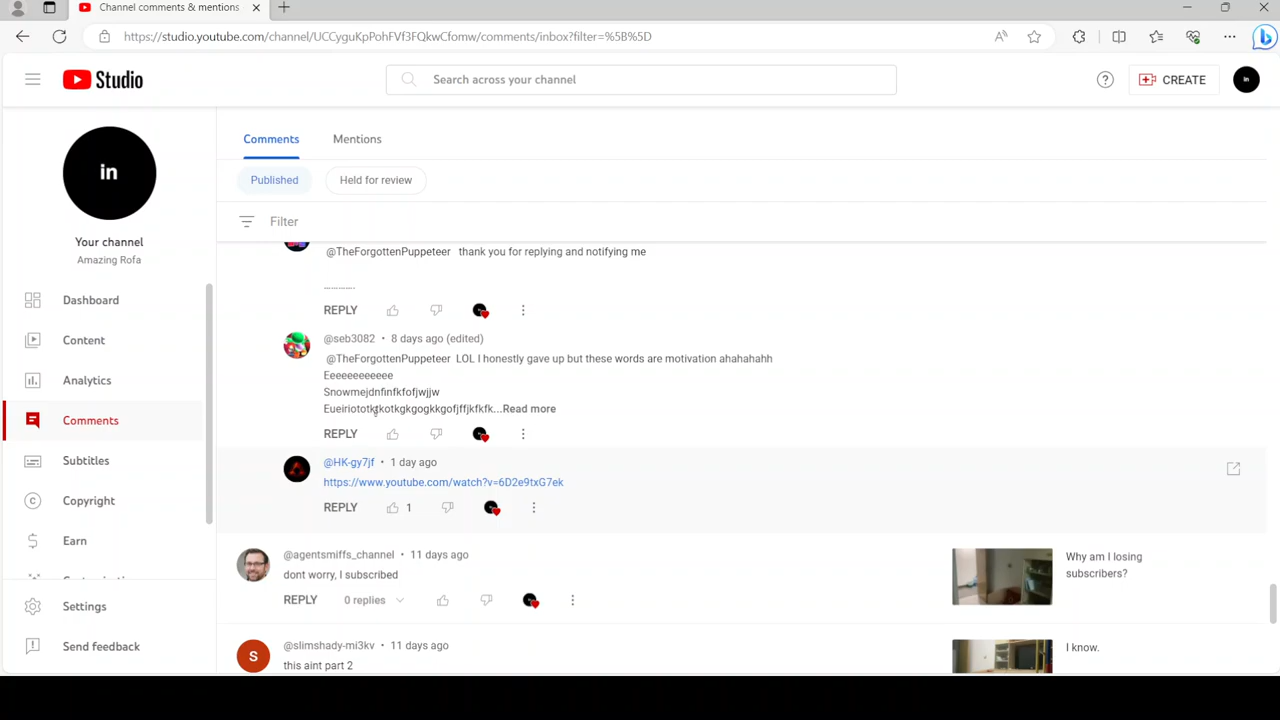 Channel comments & mentions
https://studio.youtube.com/channel/UCCyguKpPohFVf3FQkwCfomw/comments/inbox?filter=%5B%5D
Studio
Search across your channel
CREATE
in
in
Your channel
Amazing Rofa
Dashboard
Content
Analytics
Comments
Subtitles
Copyright
Earn
Settings
Send feedback
Comments
Mentions
Published
Held for review
Filter
@TheForgottenPuppeteer thank you for replying and notifying me
.............
REPLY
@seb3082 • 8 days ago (edited)
@TheForgottenPuppeteer LOL I honestly gave up but these words are motivation ahahahahh
Eeeeeeeeeeee
Snowmejdnfinfkfofjwjjw
...Read more
REPLY
@HK-gy7jf • 1 day ago
https://www.youtube.com/watch?v=6D2e9txG7ek
REPLY 1
@agentsmiffs_channel • 11 days ago
dont worry, I subscribed
REPLY 0 replies
Why am I losing
subscribers?
S
@slimshady-mi3kv • 11 days ago
this aint part 2
I know.